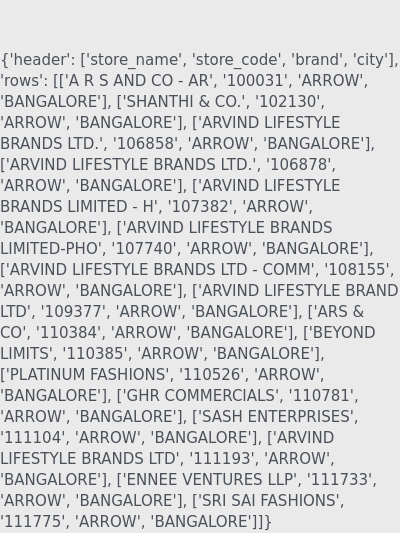 {'header': ['store_name', 'store_code', 'brand', 'city'],
'rows': [['A R S AND CO - AR', '100031', 'ARROW',
'BANGALORE'], ['SHANTHI & CO.', '102130',
'ARROW', 'BANGALORE'], ['ARVIND LIFESTYLE
BRANDS LTD.', '106858', 'ARROW', 'BANGALORE'],
['ARVIND LIFESTYLE BRANDS LTD.', '106878',
'ARROW', 'BANGALORE'], ['ARVIND LIFESTYLE
BRANDS LIMITED - H', '107382', 'ARROW',
'BANGALORE'], ['ARVIND LIFESTYLE BRANDS
LIMITED-PHO', '107740', 'ARROW', 'BANGALORE'],
['ARVIND LIFESTYLE BRANDS LTD - COMM', '108155',
'ARROW', 'BANGALORE'], ['ARVIND LIFESTYLE BRAND
LTD', '109377', 'ARROW', 'BANGALORE'], ['ARS &
CO', '110384', 'ARROW', 'BANGALORE'], ['BEYOND
LIMITS', '110385', 'ARROW', 'BANGALORE'],
['PLATINUM FASHIONS', '110526', 'ARROW',
'BANGALORE'], ['GHR COMMERCIALS', '110781',
'ARROW', 'BANGALORE'], ['SASH ENTERPRISES',
'111104', 'ARROW', 'BANGALORE'], ['ARVIND
LIFESTYLE BRANDS LTD', '111193', 'ARROW',
'BANGALORE'], ['ENNEE VENTURES LLP', '111733',
'ARROW', 'BANGALORE'], ['SRI SAI FASHIONS',
'111775', 'ARROW', 'BANGALORE']]}